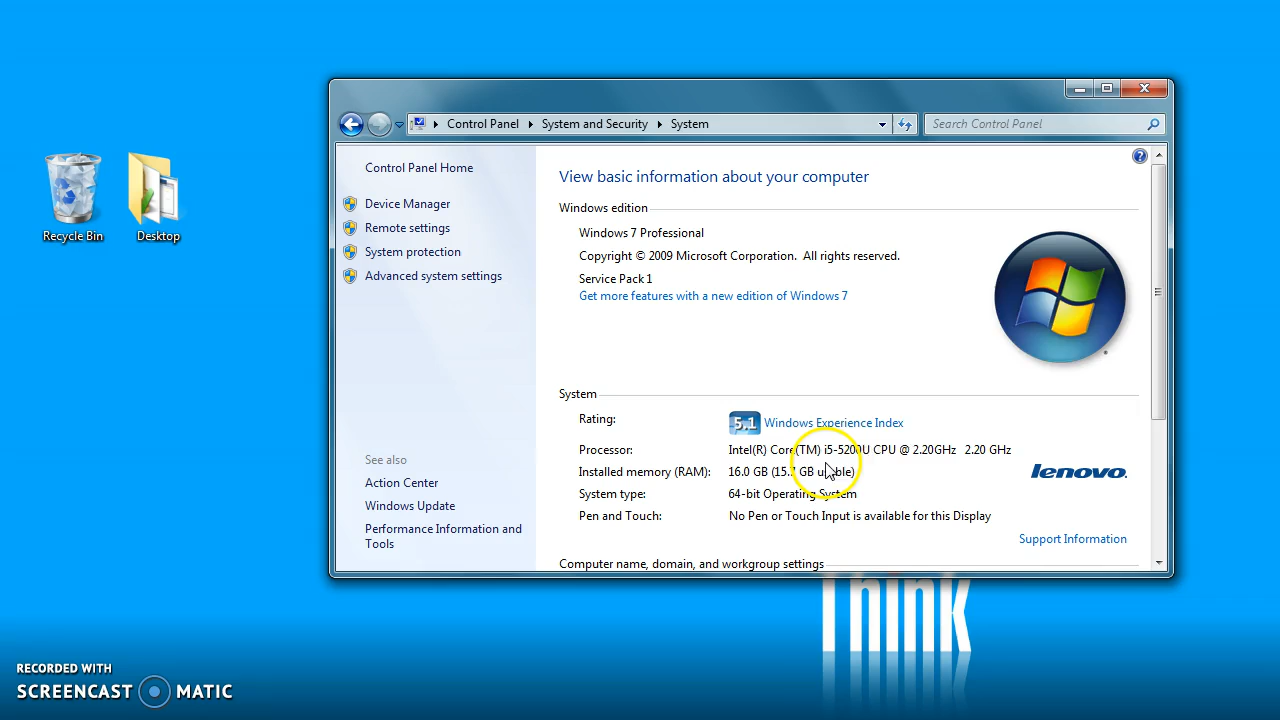 Control Panel
System and Security
System
Search Control Panel
Recycle Bin
Desktop
Control Panel Home
Device Manager
Remote settings
System protection
Advanced system settings
See also
Action Center
Windows Update
Performance Information and
Tools
View basic information about your computer
Windows edition
Windows 7 Professional
Copyright © 2009 Microsoft Corporation. All rights reserved.
Service Pack 1
Get more features with a new edition of Windows 7
System
Rating: 5.1 Windows Experience Index
Processor: Intel(R) Core(TM) i5-5200U CPU @ 2.20GHz 2.20 GHz
Installed memory (RAM): 16.0 GB GB usable)
System type: 64-bit Operating System
Pen and Touch: No Pen or Touch Input is available for this Display
lenovo
Support Information
Computer name, domain, and workgroup settings
Think
RECORDED WITH
SCREENCAST MATIC